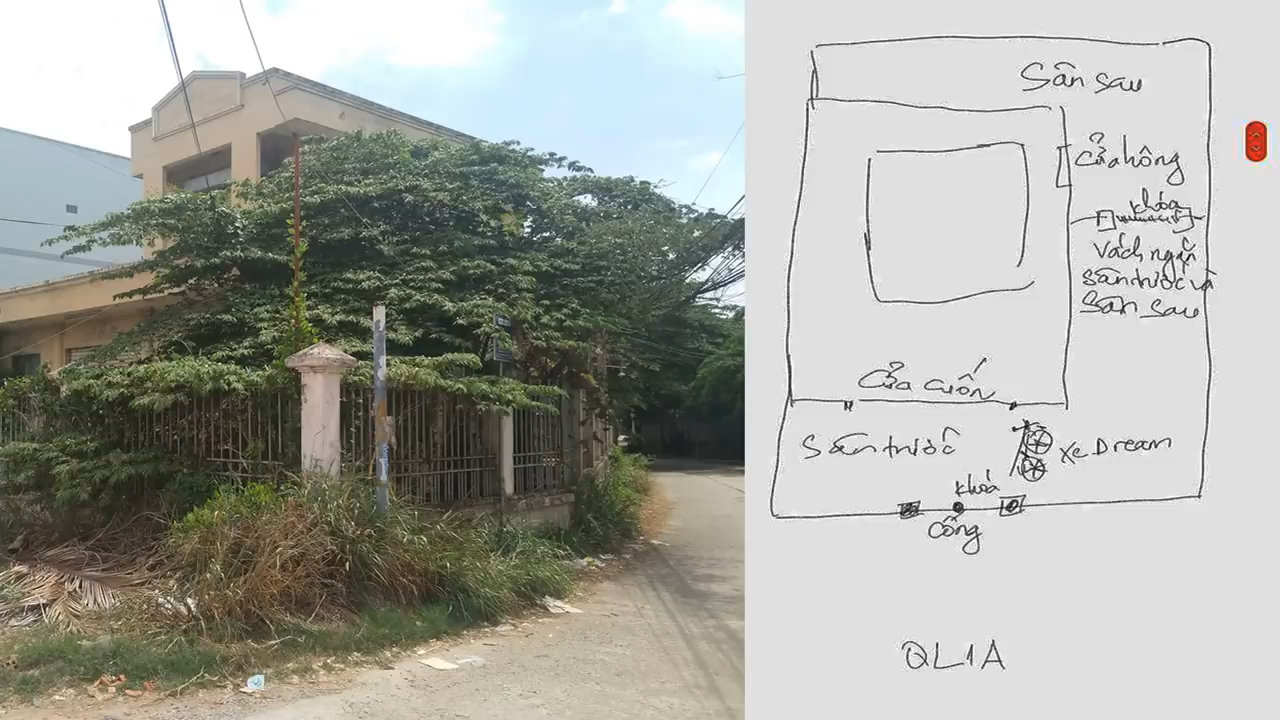 Sân sau
Cửa hông
khóa
Vách ngăn
sân trước và
sân sau
Cửa cuốn
Sân trước
Xe Dream
khóa
Cổng
QL1A